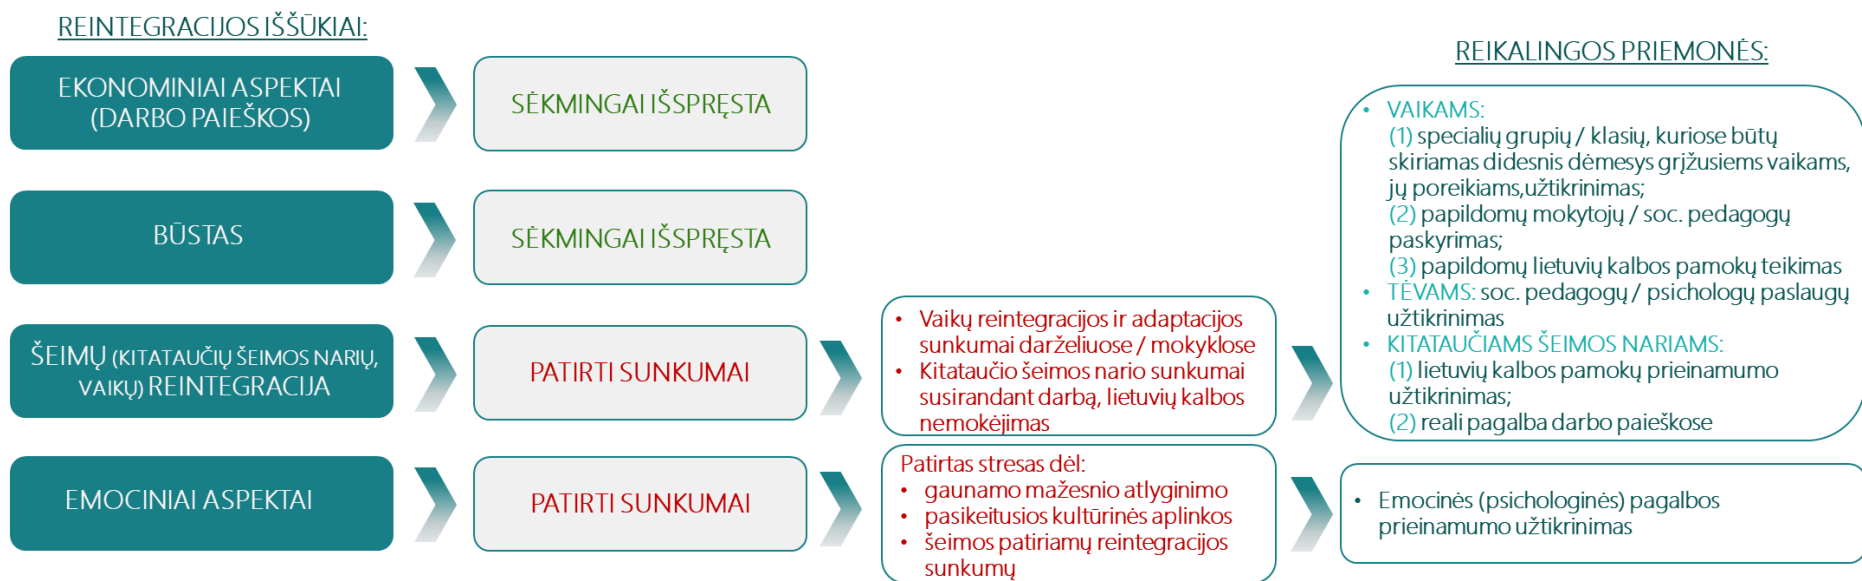 REINTEGRACIJOS IŠŠŪKIAI:
EKONOMINIAI ASPEKTAI
(DARBO PAIEŠKOS)
SĖKMINGAI IŠSPRĘSTA
BŪSTAS
SĖKMINGAI IŠSPRĘSTA
ŠEIMŲ (KITATAUČIŲ ŠEIMOS NARIŲ,
VAIKŲ) REINTEGRACIJA
PATIRTI SUNKUMAI
• Vaikų reintegracijos ir adaptacijos
sunkumai darželiuose / mokyklose
• Kitataučio šeimos nario sunkumai
susirandant darbą, lietuvių kalbos
nemokėjimas
REIKALINGOS PRIEMONĖS:
• VAIKAMS:
(1) specialių grupių / klasių, kuriose būtų
skiriamas didesnis dėmesys grįžusiems vaikams,
jų poreikiams,užtikrinimas;
(2) papildomų mokytojų / soc. pedagogų
paskyrimas;
(3) papildomų lietuvių kalbos pamokų teikimas
• TĖVAMS: soc. pedagogų / psichologų paslaugų
užtikrinimas
• KITATAUČIAMS ŠEIMOS NARIAMS:
(1) lietuvių kalbos pamokų prieinamumo
užtikrinimas;
(2) reali pagalba darbo paieškose
EMOCINIAI ASPEKTAI
PATIRTI SUNKUMAI
Patirtas stresas dėl:
• gaunamo mažesnio atlyginimo
• pasikeitusios kultūrinės aplinkos
• šeimos patiriamų reintegracijos
sunkumų
• Emocinės (psichologinės) pagalbos
prieinamumo užtikrinimas